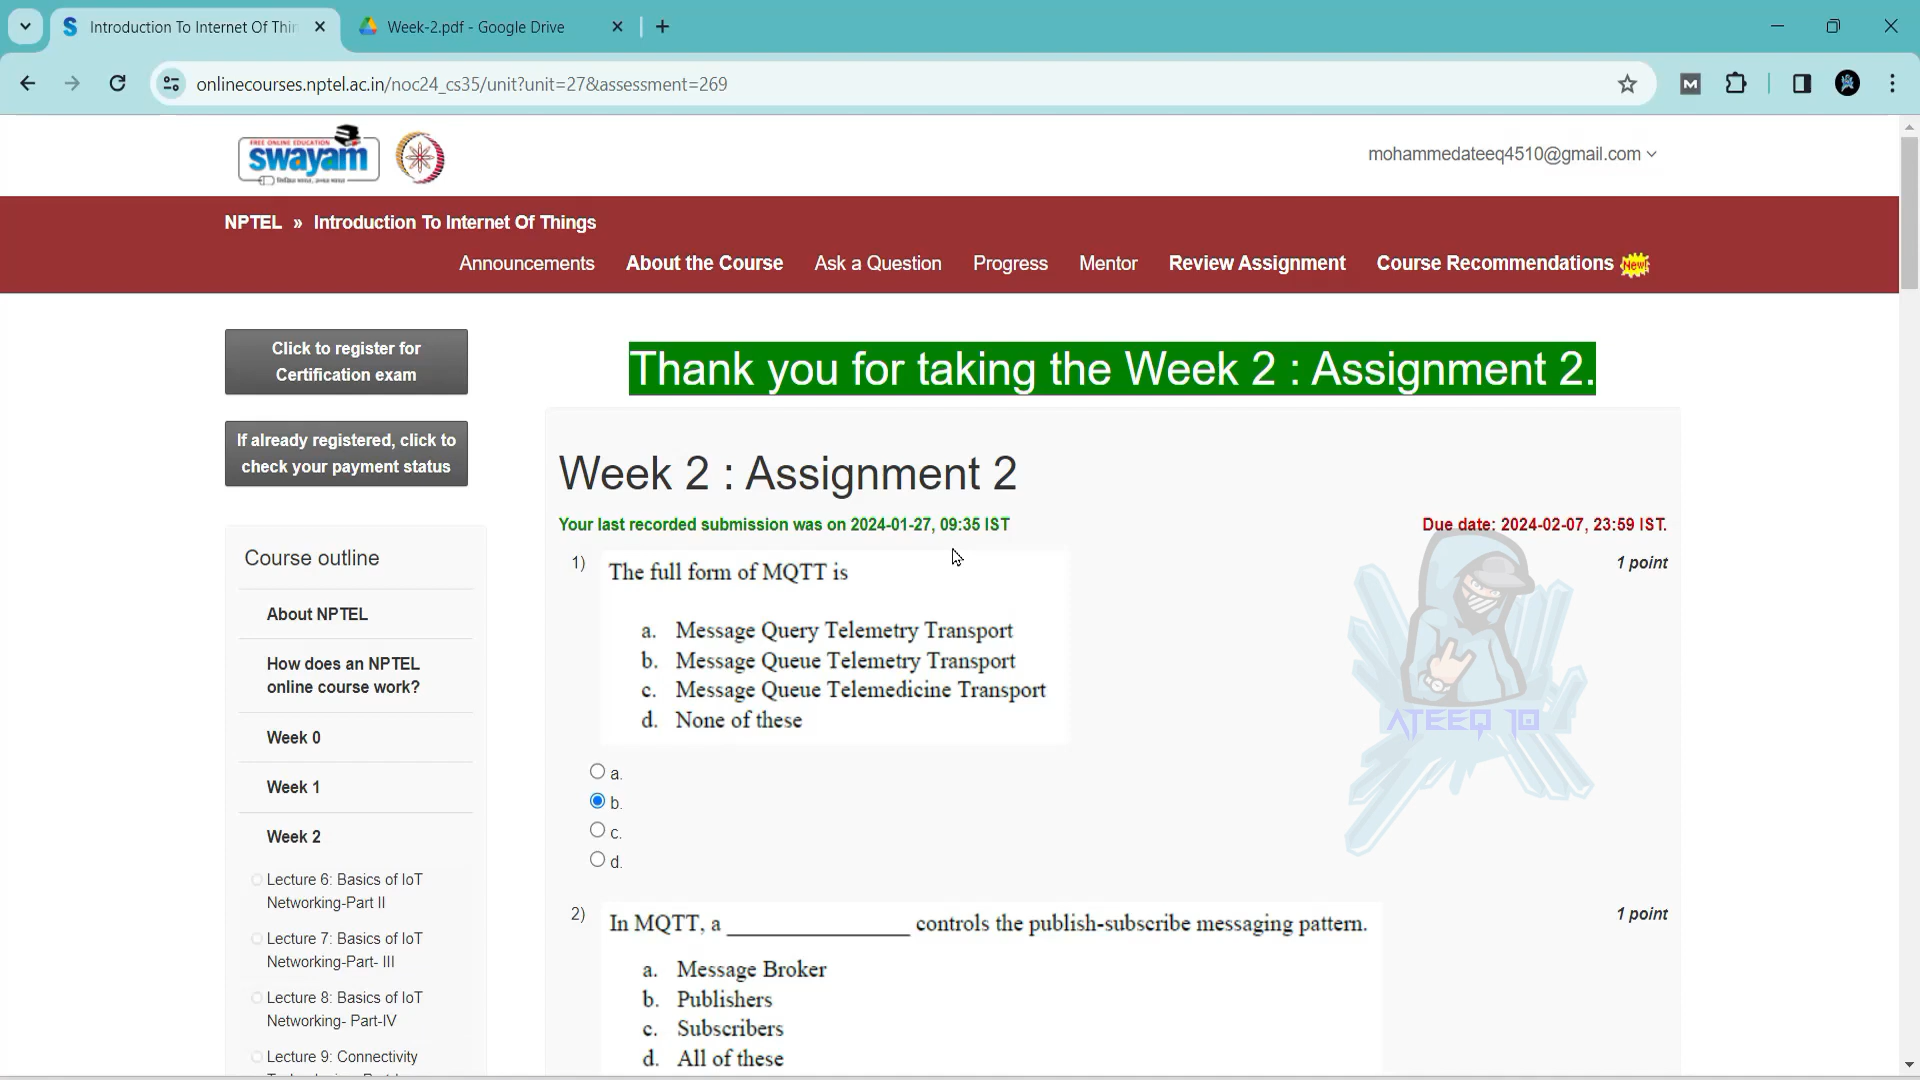 Introduction To Internet Of Thin
Week-2.pdf - Google Drive
onlinecourses.nptel.ac.in/noc24_cs35/unit?unit=27&assessment=269
FREE ONLINE EDUCATION
swayam
mohammedateeq4510@gmail.com
NPTEL » Introduction To Internet Of Things
Announcements About the Course Ask a Question Progress Mentor Review Assignment Course Recommendations New!
Click to register for
Certification exam
If already registered, click to
check your payment status
Course outline
About NPTEL
How does an NPTEL
online course work?
Week 0
Week 1
Week 2
Lecture 6: Basics of IoT
Networking-Part II
Lecture 7: Basics of IoT
Networking-Part- III
Lecture 8: Basics of IoT
Networking- Part-IV
Lecture 9: Connectivity
Thank you for taking the Week 2 : Assignment 2.
Week 2 : Assignment 2
Your last recorded submission was on 2024-01-27, 09:35 IST
Due date: 2024-02-07, 23:59 IST.
1) The full form of MQTT is
1 point
a. Message Query Telemetry Transport
b. Message Queue Telemetry Transport
c. Message Queue Telemedicine Transport
d. None of these
a.
b.
c.
d.
ATEEQ 10
2) In MQTT, a ________________ controls the publish-subscribe messaging pattern.
1 point
a. Message Broker
b. Publishers
c. Subscribers
d. All of these